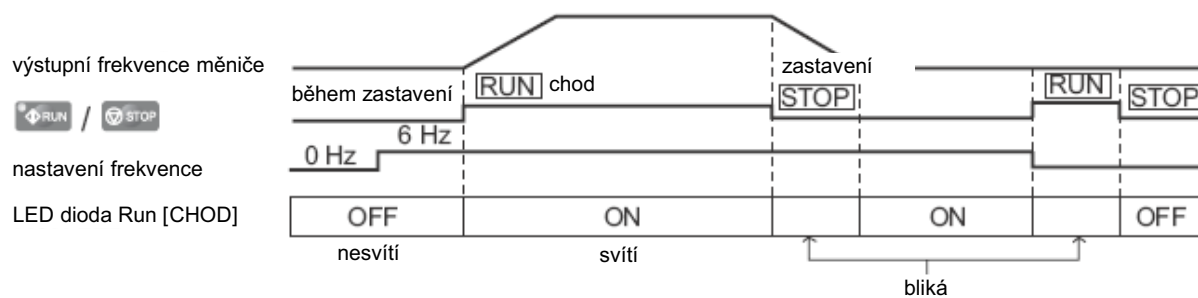 výstupní frekvence měniče
během zastavení
RUN chod
zastavení
STOP
RUN
STOP
RUN / STOP
6 Hz
0 Hz
nastavení frekvence
LED dioda Run [CHOD]
OFF
ON
ON
OFF
nesvítí
svítí
bliká